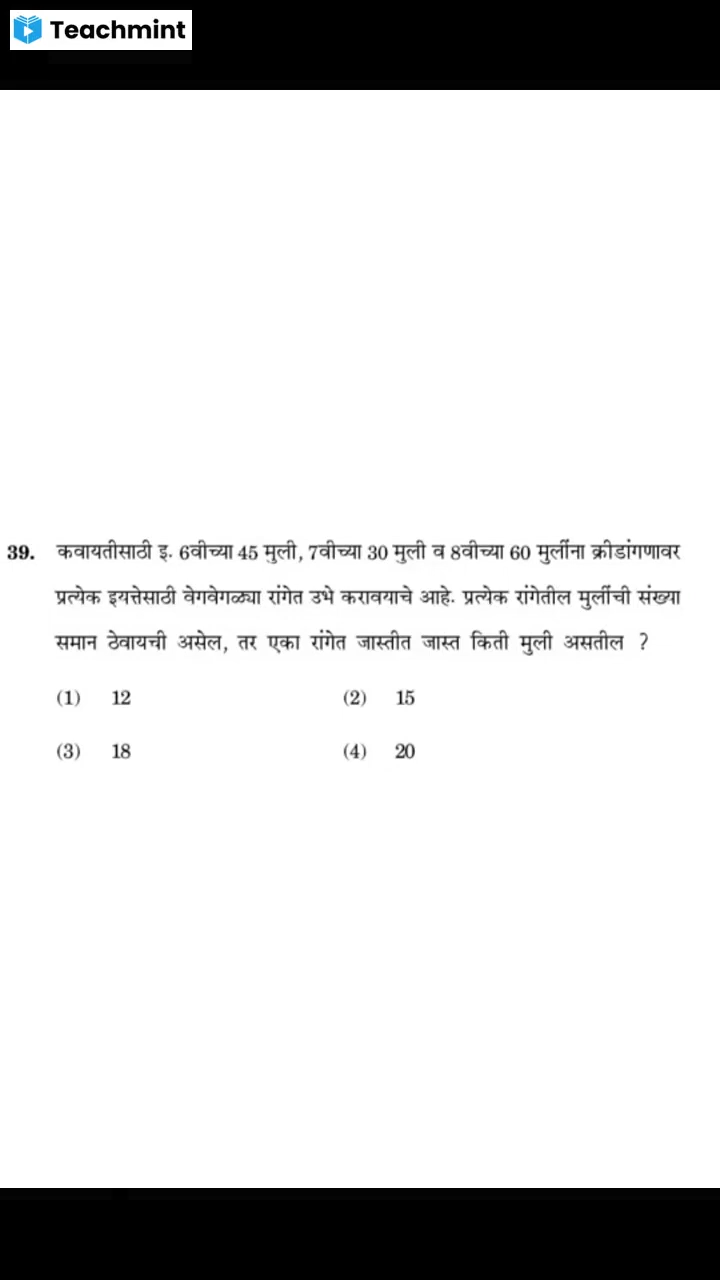 Teachmint
39. कवायतीसाठी इ. 6वीच्या 45 मुली, 7वीच्या 30 मुली व 8वीच्या 60 मुलींना क्रीडांगणावर
प्रत्येक इयत्तेसाठी वेगवेगळ्या रांगेत उभे करावयाचे आहे. प्रत्येक रांगेतील मुलींची संख्या
समान ठेवायची असेल, तर एका रांगेत जास्तीत जास्त किती मुली असतील ?
(1) 12 (2) 15
(3) 18 (4) 20